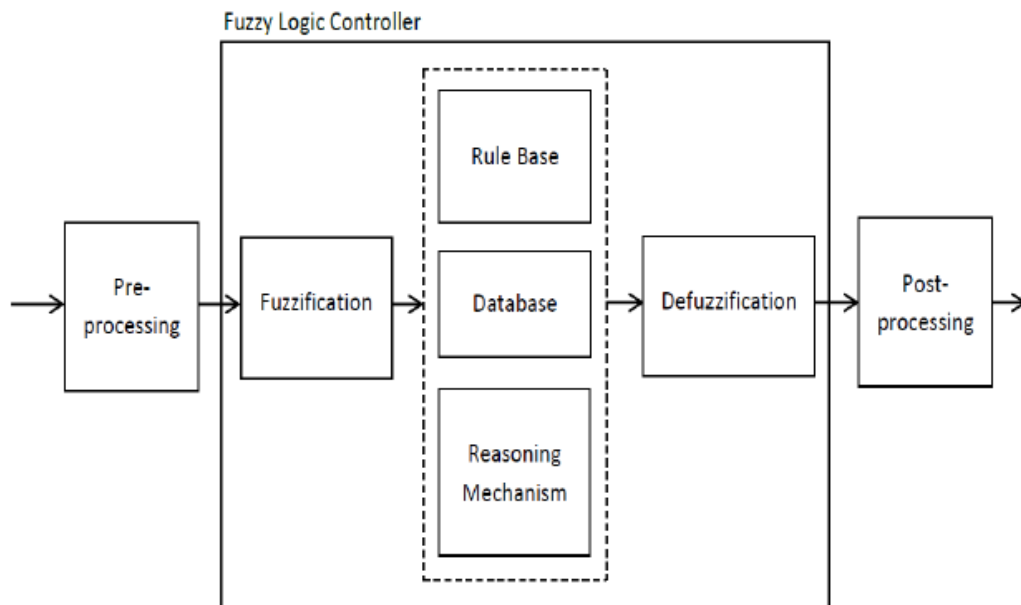 Fuzzy Logic Controller
Rule Base
Pre-
processing
Fuzzification
Database
Defuzzification
Post-
processing
Reasoning
Mechanism